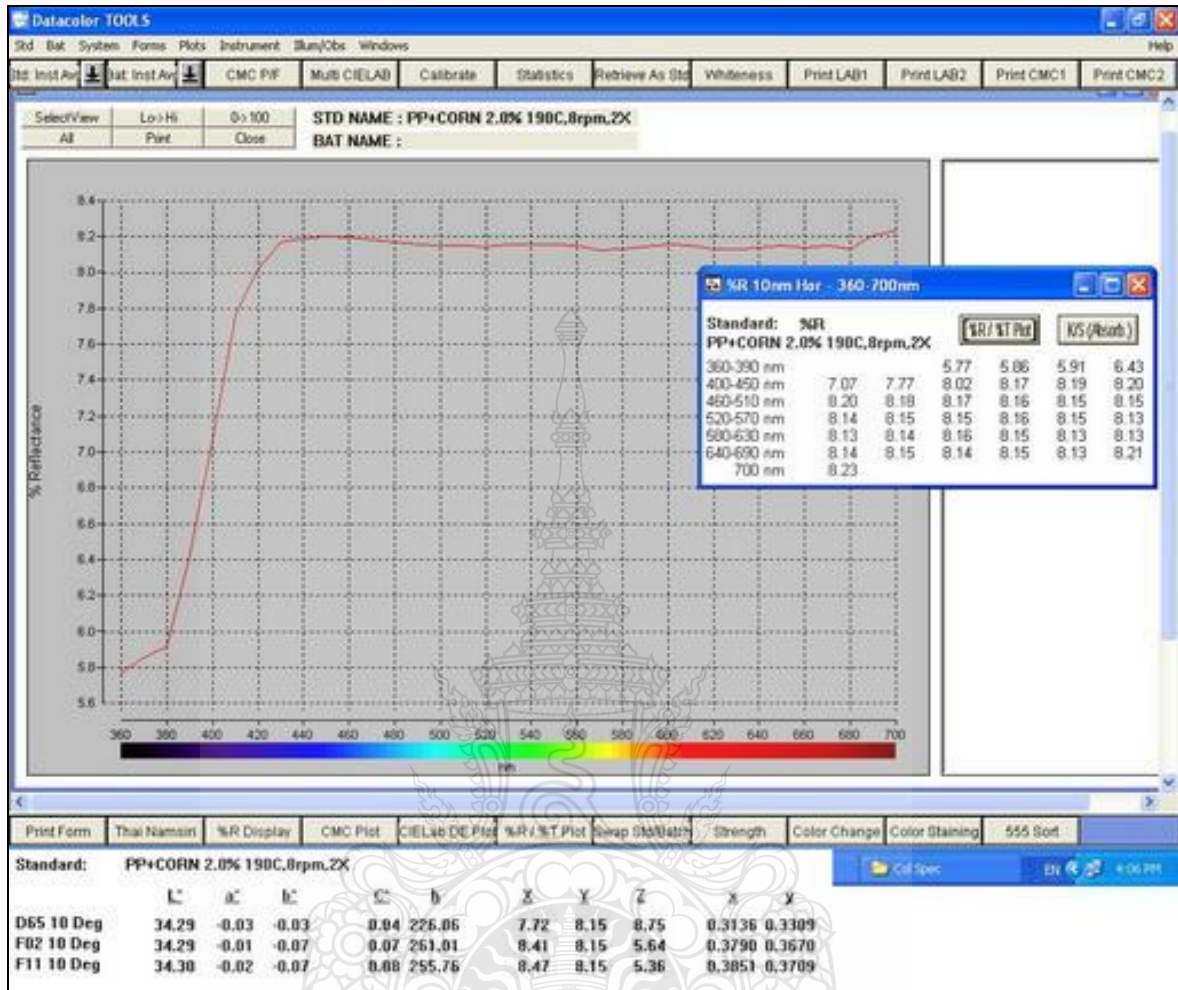 Datacolor TOOLS
Std Bat System Forms Plots Instrument Illum/Obs Windows Help
Std: Inst Avg Bat: Inst Avg CMC P/F Multi CIELAB Calibrate Statistics Retrieve As Std Whiteness Print LAB1 Print LAB2 Print CMC1 Print CMC2
Select/View Lo->Hi 0->100 STD NAME : PP+CORN 2.0% 190C,8rpm,2X
All Print Close BAT NAME :
8.4
8.2
8.0
7.8
7.6
7.4
7.2
7.0
6.8
6.6
6.4
6.2
6.0
5.8
5.6
% Reflectance
360 380 400 420 440 460 480 500 520 540 560 580 600 620 640 660 680 700
nm
%R 10nm Hor - 360-700nm
Standard: %R
PP+CORN 2.0% 190C,8rpm,2X
%R / %T Plot K/S (Absorb.)
360-390 nm 5.77 5.86 5.91 6.43
400-450 nm 7.07 7.77 8.02 8.17 8.19 8.20
460-510 nm 8.20 8.18 8.17 8.16 8.15 8.15
520-570 nm 8.14 8.15 8.15 8.16 8.15 8.13
580-630 nm 8.13 8.14 8.16 8.15 8.13 8.13
640-690 nm 8.14 8.15 8.14 8.15 8.13 8.21
700 nm 8.23
Print Form Thai Namsiri %R Display CMC Plot CIELab DE Plot %R / %T Plot Swap Std/Batch Strength Color Change Color Staining 555 Sort
Standard: PP+CORN 2.0% 190C,8rpm,2X
Col Spec EN 4:06 PM
L* a* b* C* h X Y Z x y
D65 10 Deg 34.29 -0.03 -0.03 0.04 226.06 7.72 8.15 8.75 0.3136 0.3309
F02 10 Deg 34.29 -0.01 -0.07 0.07 261.01 8.41 8.15 5.64 0.3790 0.3670
F11 10 Deg 34.30 -0.02 -0.07 0.08 255.76 8.47 8.15 5.36 0.3851 0.3709